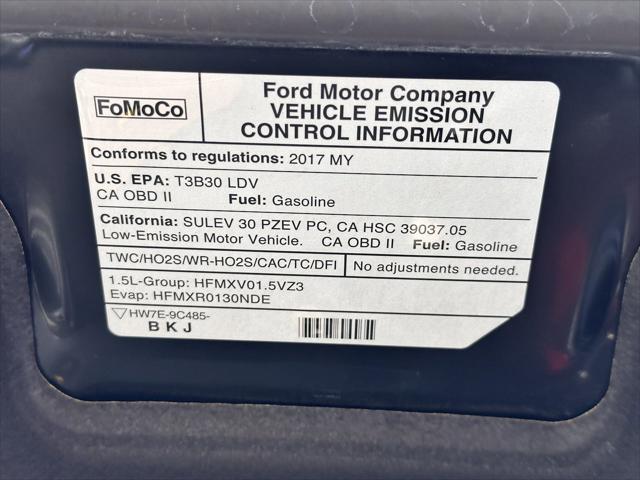 FoMoCo
Ford Motor Company
VEHICLE EMISSION
CONTROL INFORMATION
Conforms to regulations: 2017 MY
U.S. EPA: T3B30 LDV
CA OBD II Fuel: Gasoline
California: SULEV 30 PZEV PC, CA HSC 39037.05
Low-Emission Motor Vehicle. CA OBD II Fuel: Gasoline
TWC/HO2S/WR-HO2S/CAC/TC/DFI No adjustments needed.
1.5L-Group: HFMXV01.5VZ3
Evap: HFMXR0130NDE
HW7E-9C485-
BKJ